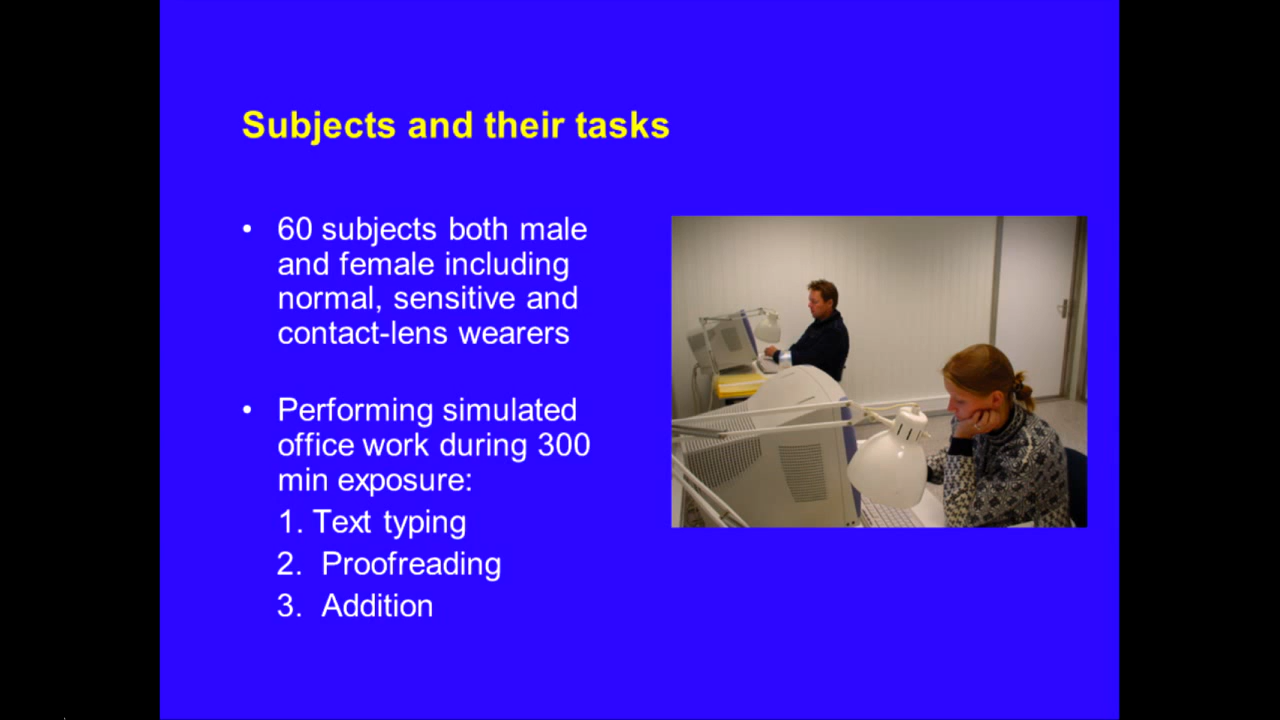 Subjects and their tasks
• 60 subjects both male
and female including
normal, sensitive and
contact-lens wearers
• Performing simulated
office work during 300
min exposure:
1. Text typing
2. Proofreading
3. Addition